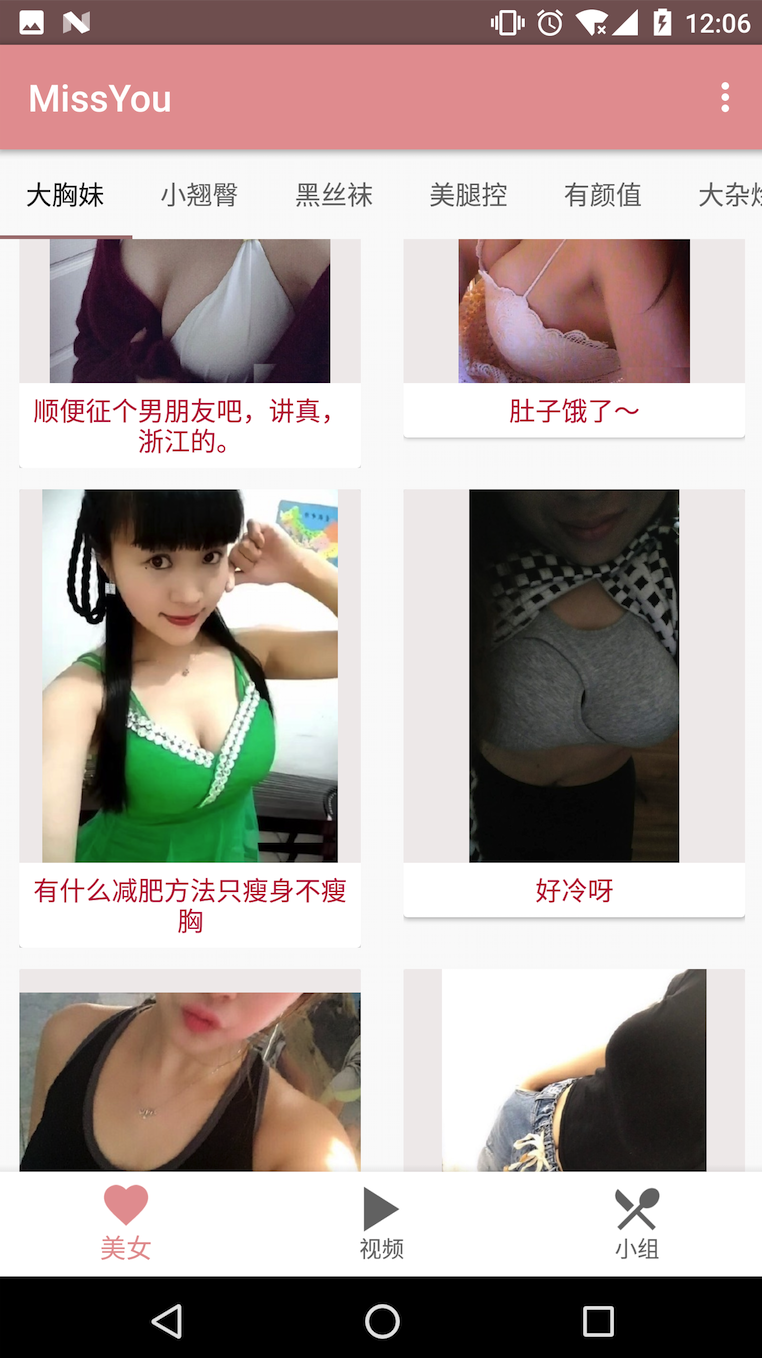 12:06
MissYou
大胸妹 小翘臀 黑丝袜 美腿控 有颜值 大杂
顺便征个男朋友吧，讲真，
浙江的。
肚子饿了～
有什么减肥方法只瘦身不瘦
胸
好冷呀
美女 视频 小组